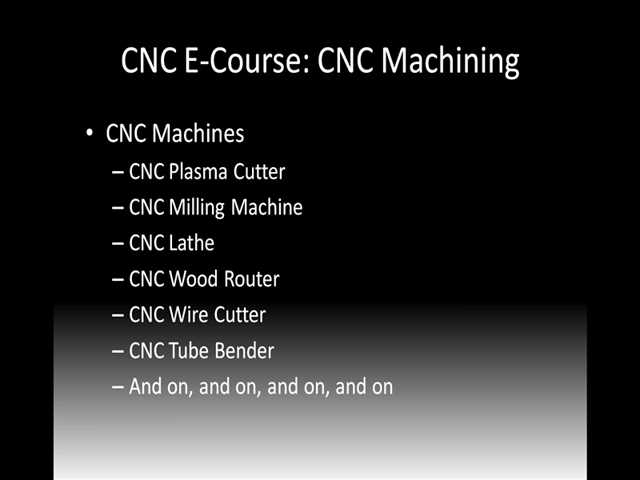 CNC E-Course: CNC Machining
• CNC Machines
– CNC Plasma Cutter
– CNC Milling Machine
– CNC Lathe
– CNC Wood Router
– CNC Wire Cutter
– CNC Tube Bender
– And on, and on, and on, and on